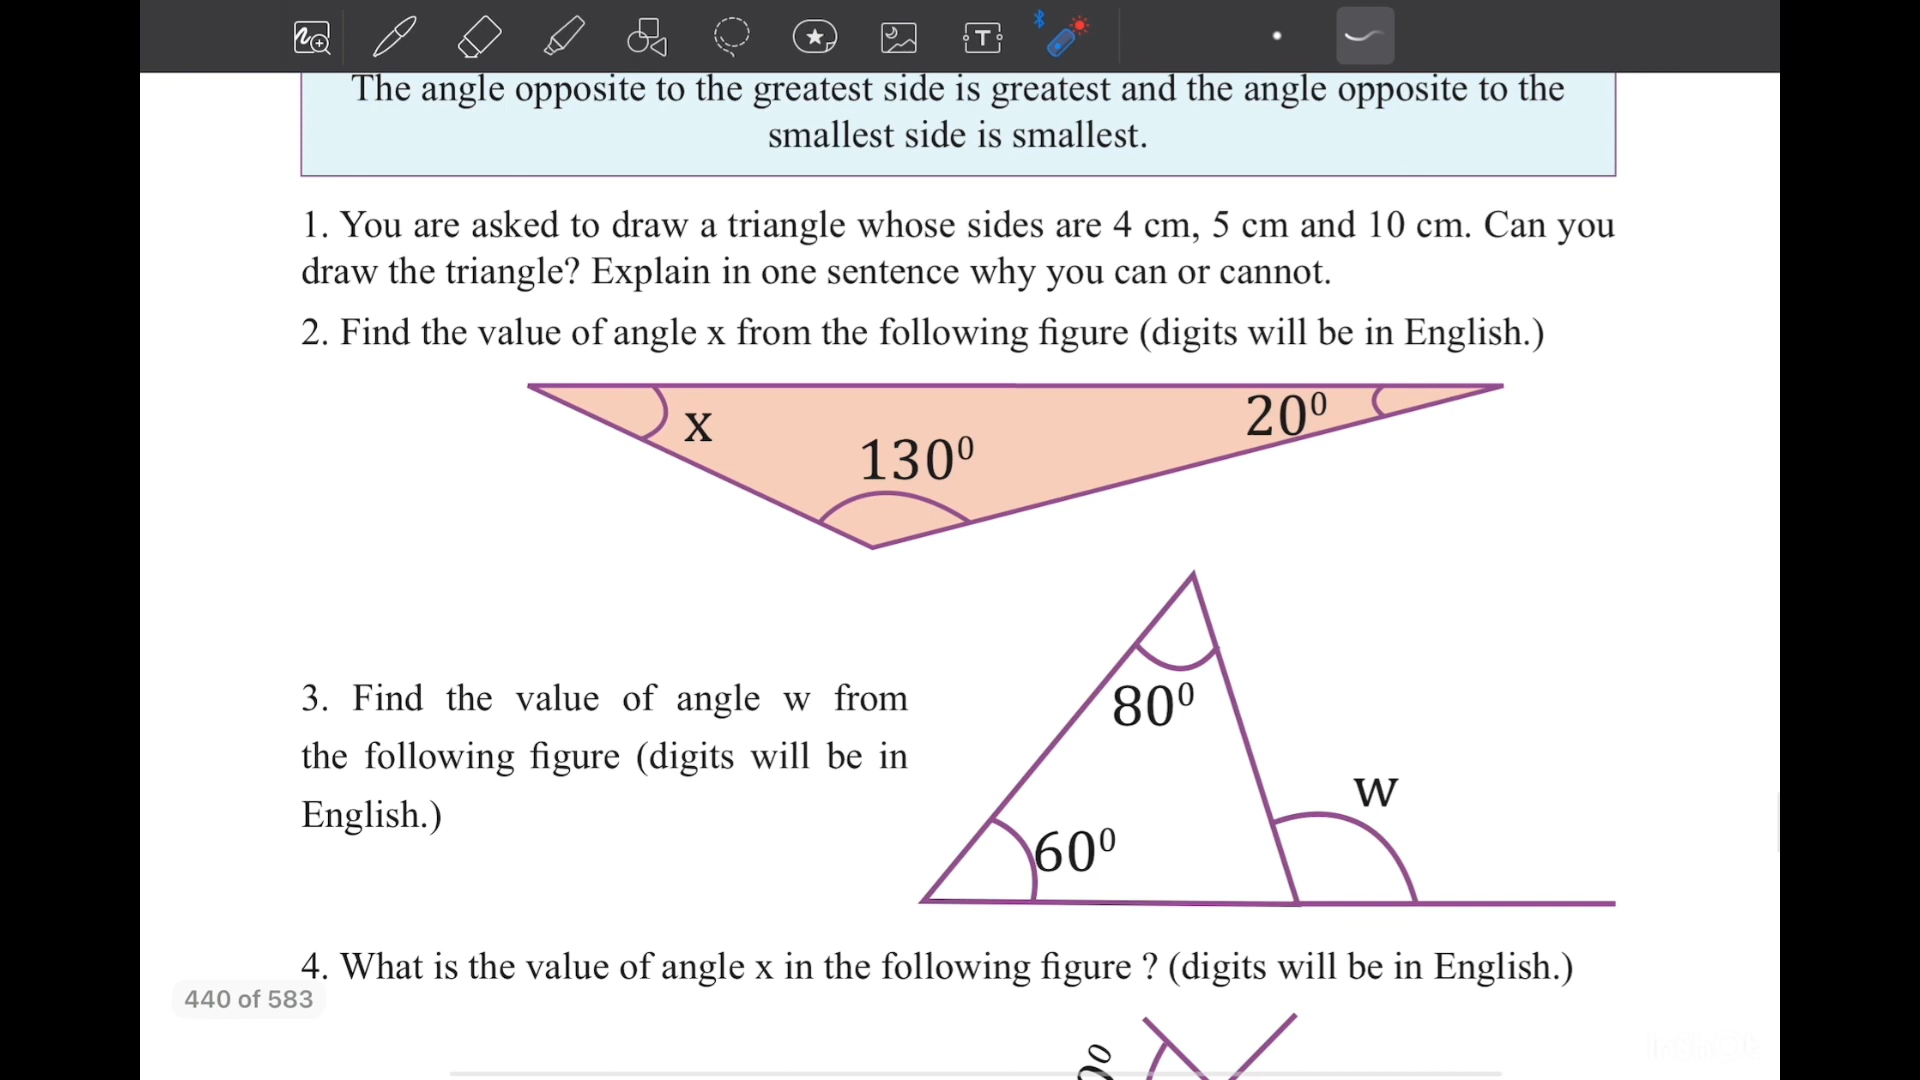 The angle opposite to the greatest side is greatest and the angle opposite to the
smallest side is smallest.
1. You are asked to draw a triangle whose sides are 4 cm, 5 cm and 10 cm. Can you
draw the triangle? Explain in one sentence why you can or cannot.
2. Find the value of angle x from the following figure (digits will be in English.)
x
130⁰
20⁰
3. Find the value of angle w from
the following figure (digits will be in
English.)
80⁰
60⁰
w
4. What is the value of angle x in the following figure ? (digits will be in English.)
440 of 583